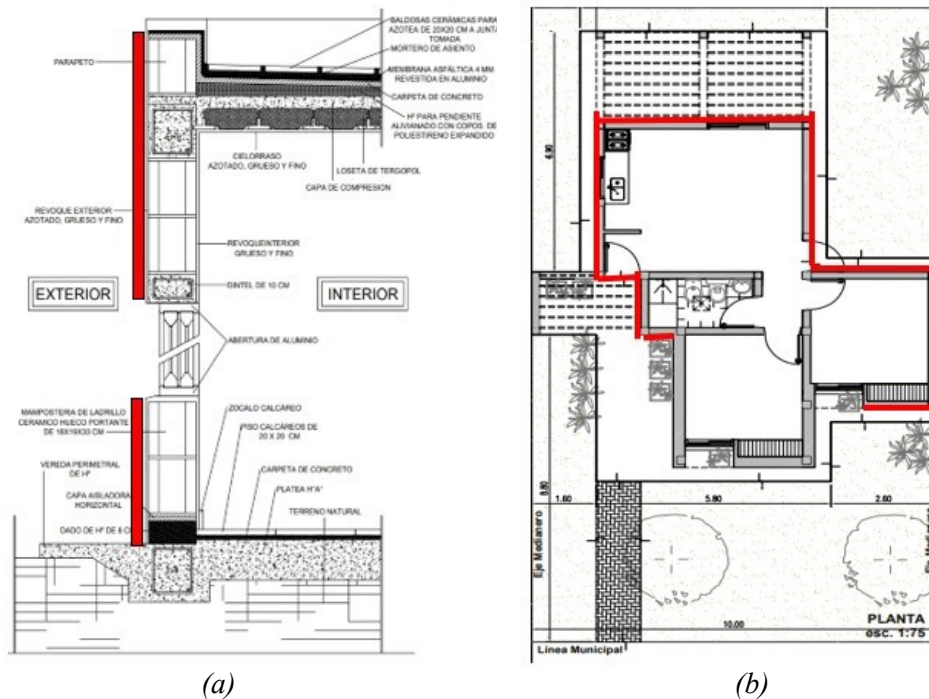 BALDOSAS CERÁMICAS PARA
AZOTEA DE 20X20 CM A JUNTA
TOMADA
MORTERO DE ASIENTO
MEMBRANA ASFÁLTICA 4 MM
REVESTIDA EN ALUMINIO
CARPETA DE CONCRETO
Hº PARA PENDIENTE
ALIVIANADO CON COPOS DE
POLIESTIRENO EXPANDIDO
PARAPETO
CIELORRASO
AZOTADO, GRUESO Y FINO
LOSETA DE TERGOPOL
CAPA DE COMPRESION
REVOQUE EXTERIOR
AZOTADO, GRUESO Y FINO
REVOQUE INTERIOR
GRUESO Y FINO
DINTEL DE 10 CM
EXTERIOR
INTERIOR
ABERTURA DE ALUMINIO
MAMPOSTERIA DE LADRILLO
CERAMICO HUECO PORTANTE
DE 18X19X33 CM
ZOCALO CALCÁREO
PISO CALCÁREOS DE
20 X 20 CM
VEREDA PERIMETRAL
DE Hº
CARPETA DE CONCRETO
CAPA AISLADORA
HORIZONTAL
PLATEA HºAº
TERRENO NATURAL
DADO DE Hº DE 8 C
(a)
6.90
8.80
1.60
5.80
2.60
Eje Medianero
10.00
PLANTA
esc. 1:75
Línea Municipal
(b)